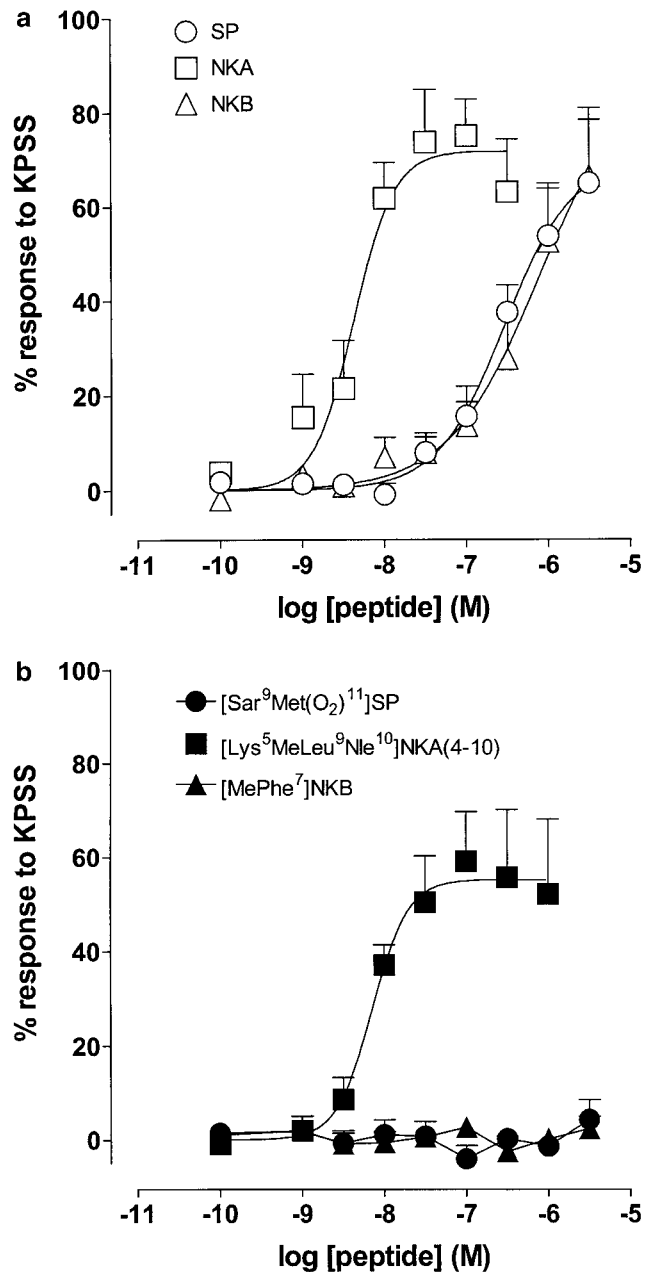 a
SP
NKA
NKB
100
80
60
40
20
0
% response to KPSS
-11 -10 -9 -8 -7 -6 -5
log [peptide] (M)
b
[Sar⁹Met(O₂)¹¹]SP
[Lys⁵MeLeu⁹Nle¹⁰]NKA(4-10)
[MePhe⁷]NKB
100
80
60
40
20
0
% response to KPSS
-11 -10 -9 -8 -7 -6 -5
log [peptide] (M)